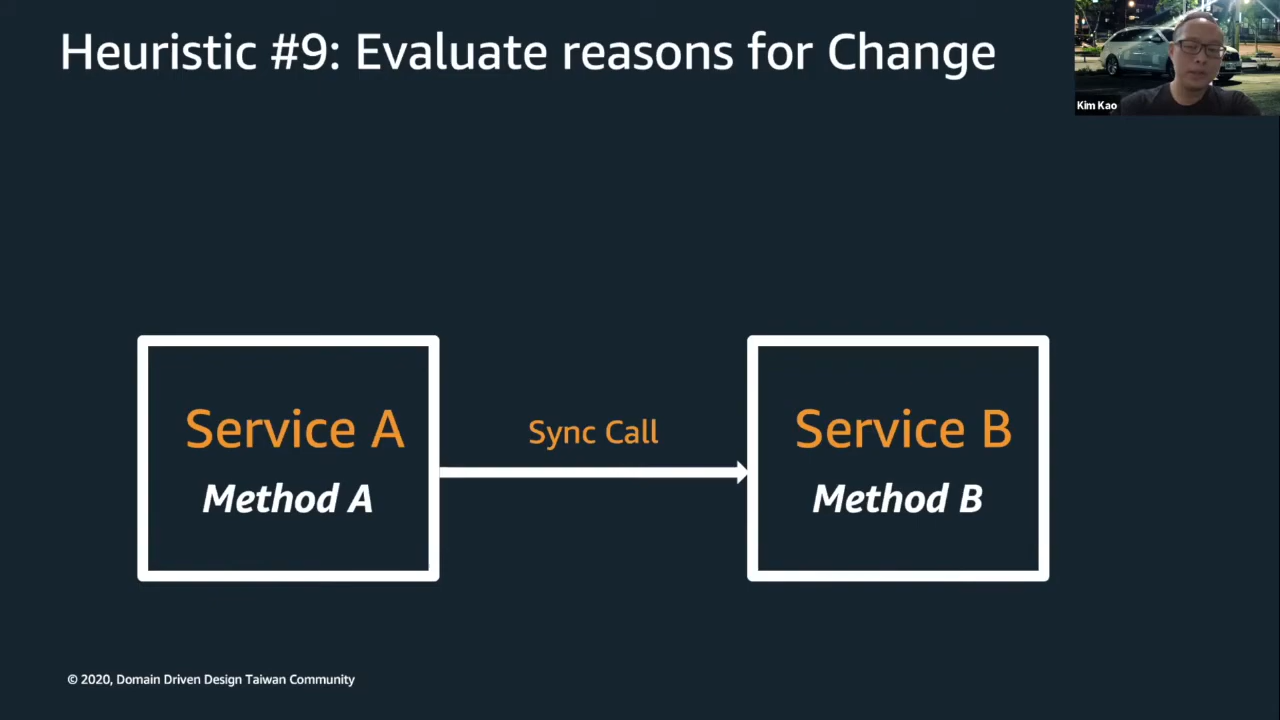 Heuristic #9: Evaluate reasons for Change
Kim Kao
Service A
Method A
Sync Call
Service B
Method B
© 2020, Domain Driven Design Taiwan Community